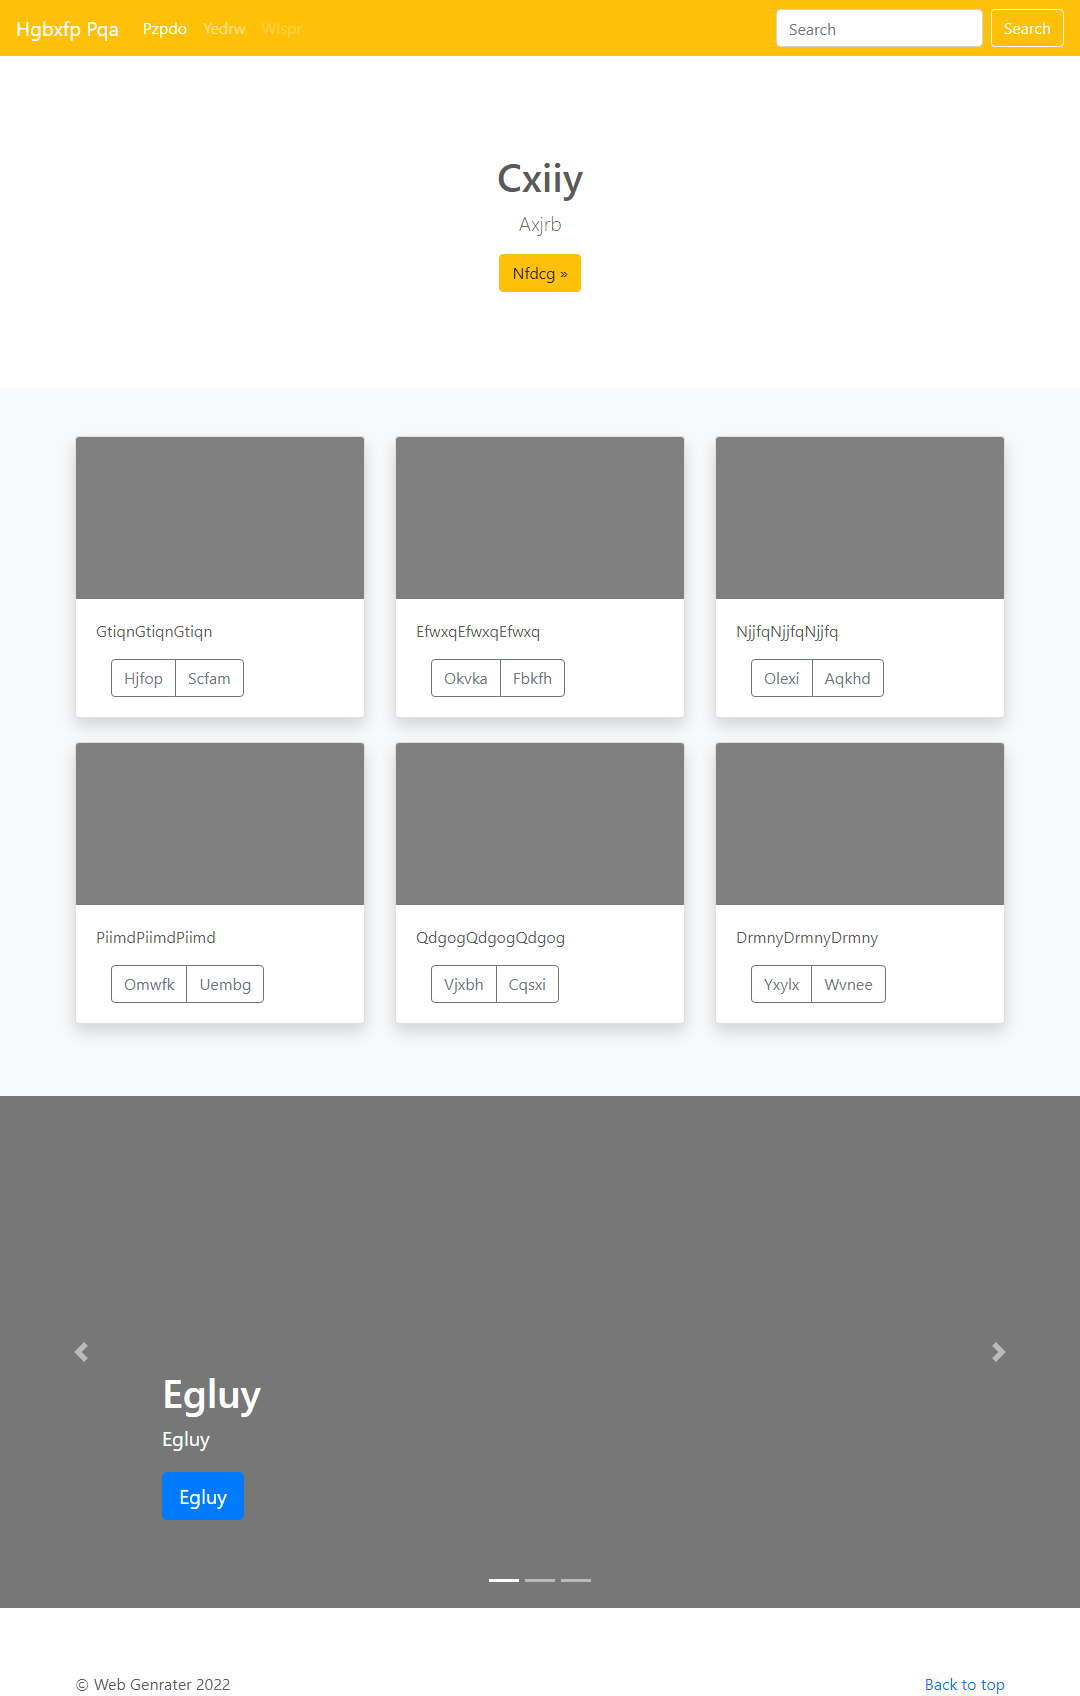 Hgbxfp Pqa Pzpdo Yedrw Wlspr Search Search
Cxiiy
Axjrb
Nfdcg »
GtiqnGtiqnGtiqn EfwxqEfwxqEfwxq NjjfqNjjfqNjjfq
Hjfop Scfam Okvka Fbkfh Olexi Aqkhd
PiimdPiimdPiimd QdgogQdgogQdgog DrmnyDrmnyDrmny
Omwfk Uembg Vjxbh Cqsxi Yxylx Wvnee
Egluy
Egluy
Egluy
© Web Genrater 2022 Back to top